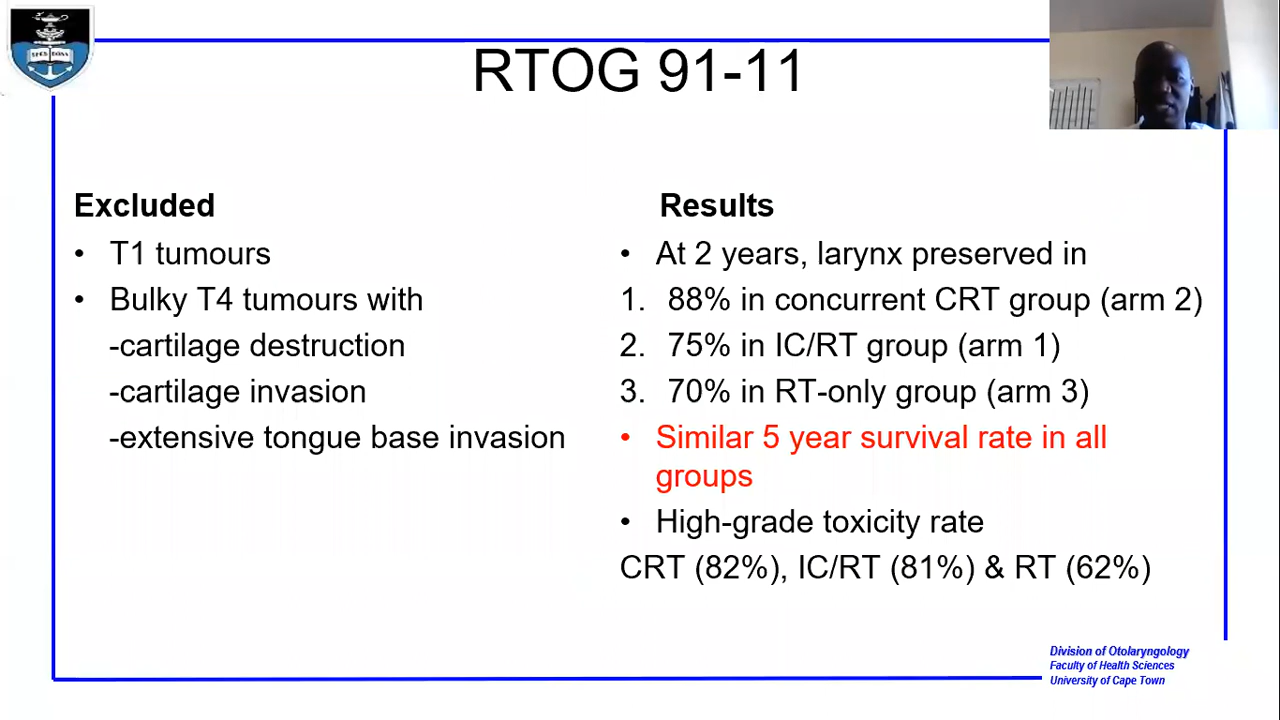 RTOG 91-11
Excluded
• T1 tumours
• Bulky T4 tumours with
-cartilage destruction
-cartilage invasion
-extensive tongue base invasion
Results
• At 2 years, larynx preserved in
1. 88% in concurrent CRT group (arm 2)
2. 75% in IC/RT group (arm 1)
3. 70% in RT-only group (arm 3)
• Similar 5 year survival rate in all
groups
• High-grade toxicity rate
CRT (82%), IC/RT (81%) & RT (62%)
Division of Otolaryngology
Faculty of Health Sciences
University of Cape Town